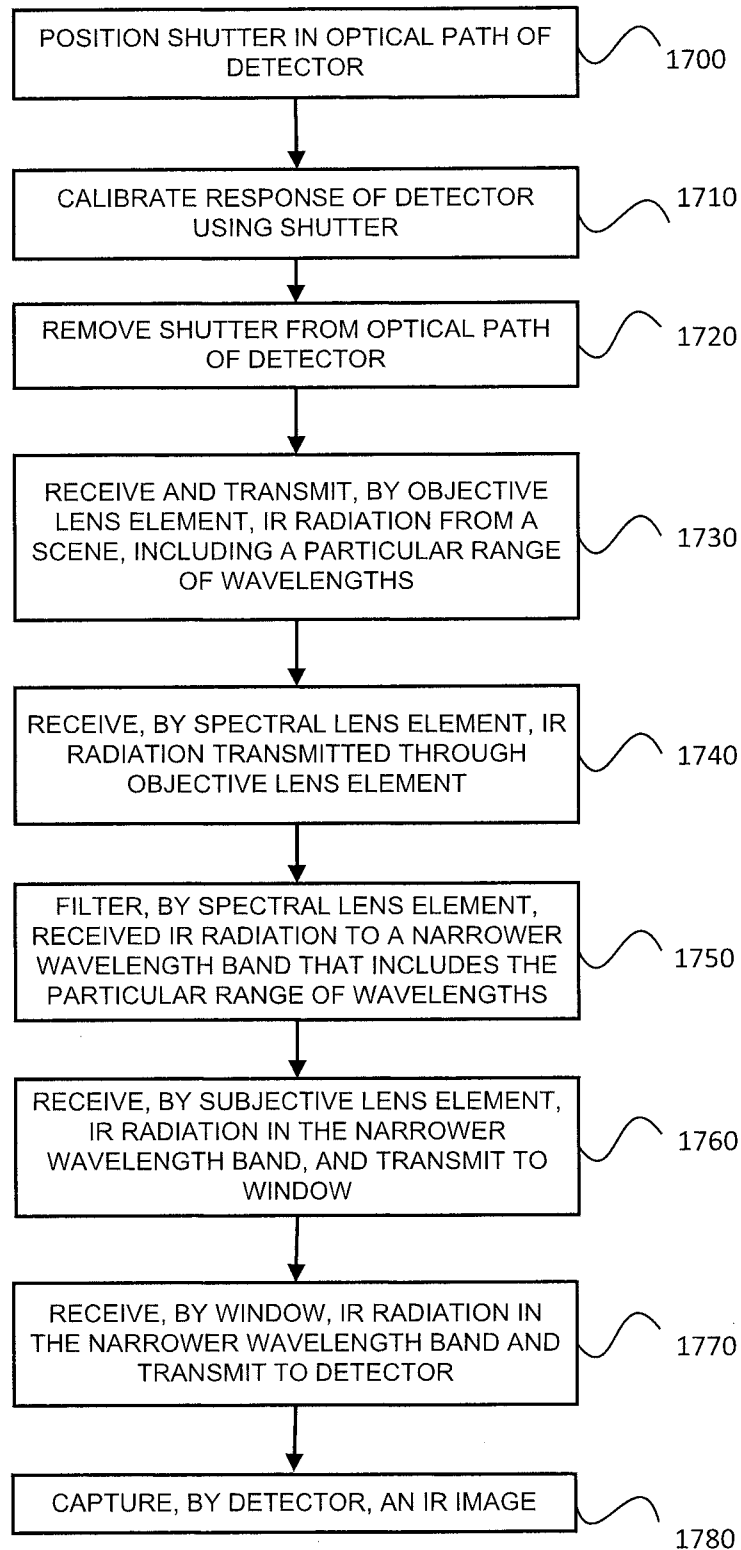 POSITION SHUTTER IN OPTICAL PATH OF
DETECTOR
1700
CALIBRATE RESPONSE OF DETECTOR
USING SHUTTER
1710
REMOVE SHUTTER FROM OPTICAL PATH
OF DETECTOR
1720
RECEIVE AND TRANSMIT, BY OBJECTIVE
LENS ELEMENT, IR RADIATION FROM A
SCENE, INCLUDING A PARTICULAR RANGE
OF WAVELENGTHS
1730
RECEIVE, BY SPECTRAL LENS ELEMENT, IR
RADIATION TRANSMITTED THROUGH
OBJECTIVE LENS ELEMENT
1740
FILTER, BY SPECTRAL LENS ELEMENT,
RECEIVED IR RADIATION TO A NARROWER
WAVELENGTH BAND THAT INCLUDES THE
PARTICULAR RANGE OF WAVELENGTHS
1750
RECEIVE, BY SUBJECTIVE LENS ELEMENT,
IR RADIATION IN THE NARROWER
WAVELENGTH BAND, AND TRANSMIT TO
WINDOW
1760
RECEIVE, BY WINDOW, IR RADIATION IN
THE NARROWER WAVELENGTH BAND AND
TRANSMIT TO DETECTOR
1770
CAPTURE, BY DETECTOR, AN IR IMAGE
1780